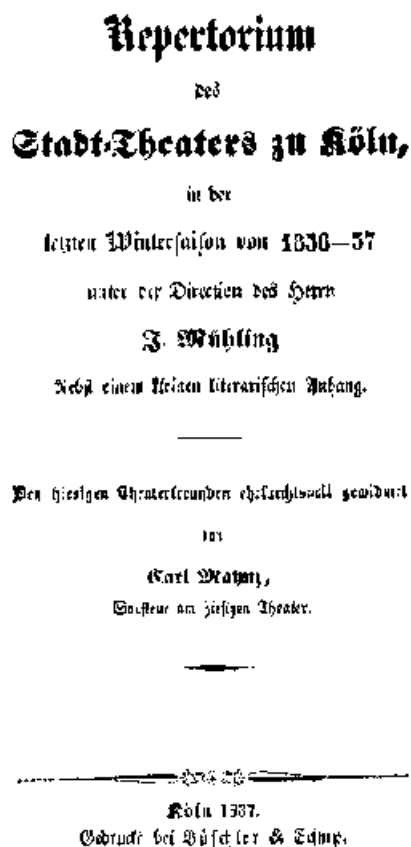 Repertorium
des
Stadt-Theaters zu Köln,
in der
letzten Wintersaison von 1836—37
unter der Direction des Herrn
J. Mühling
Nebst einem kleinen literarischen Anhang.
Den hiesigen Theaterfreunden ehrfurchtsvoll gewidmet
von
Carl
am hiesigen Theater.
Köln 1837.
Gedruckt bei